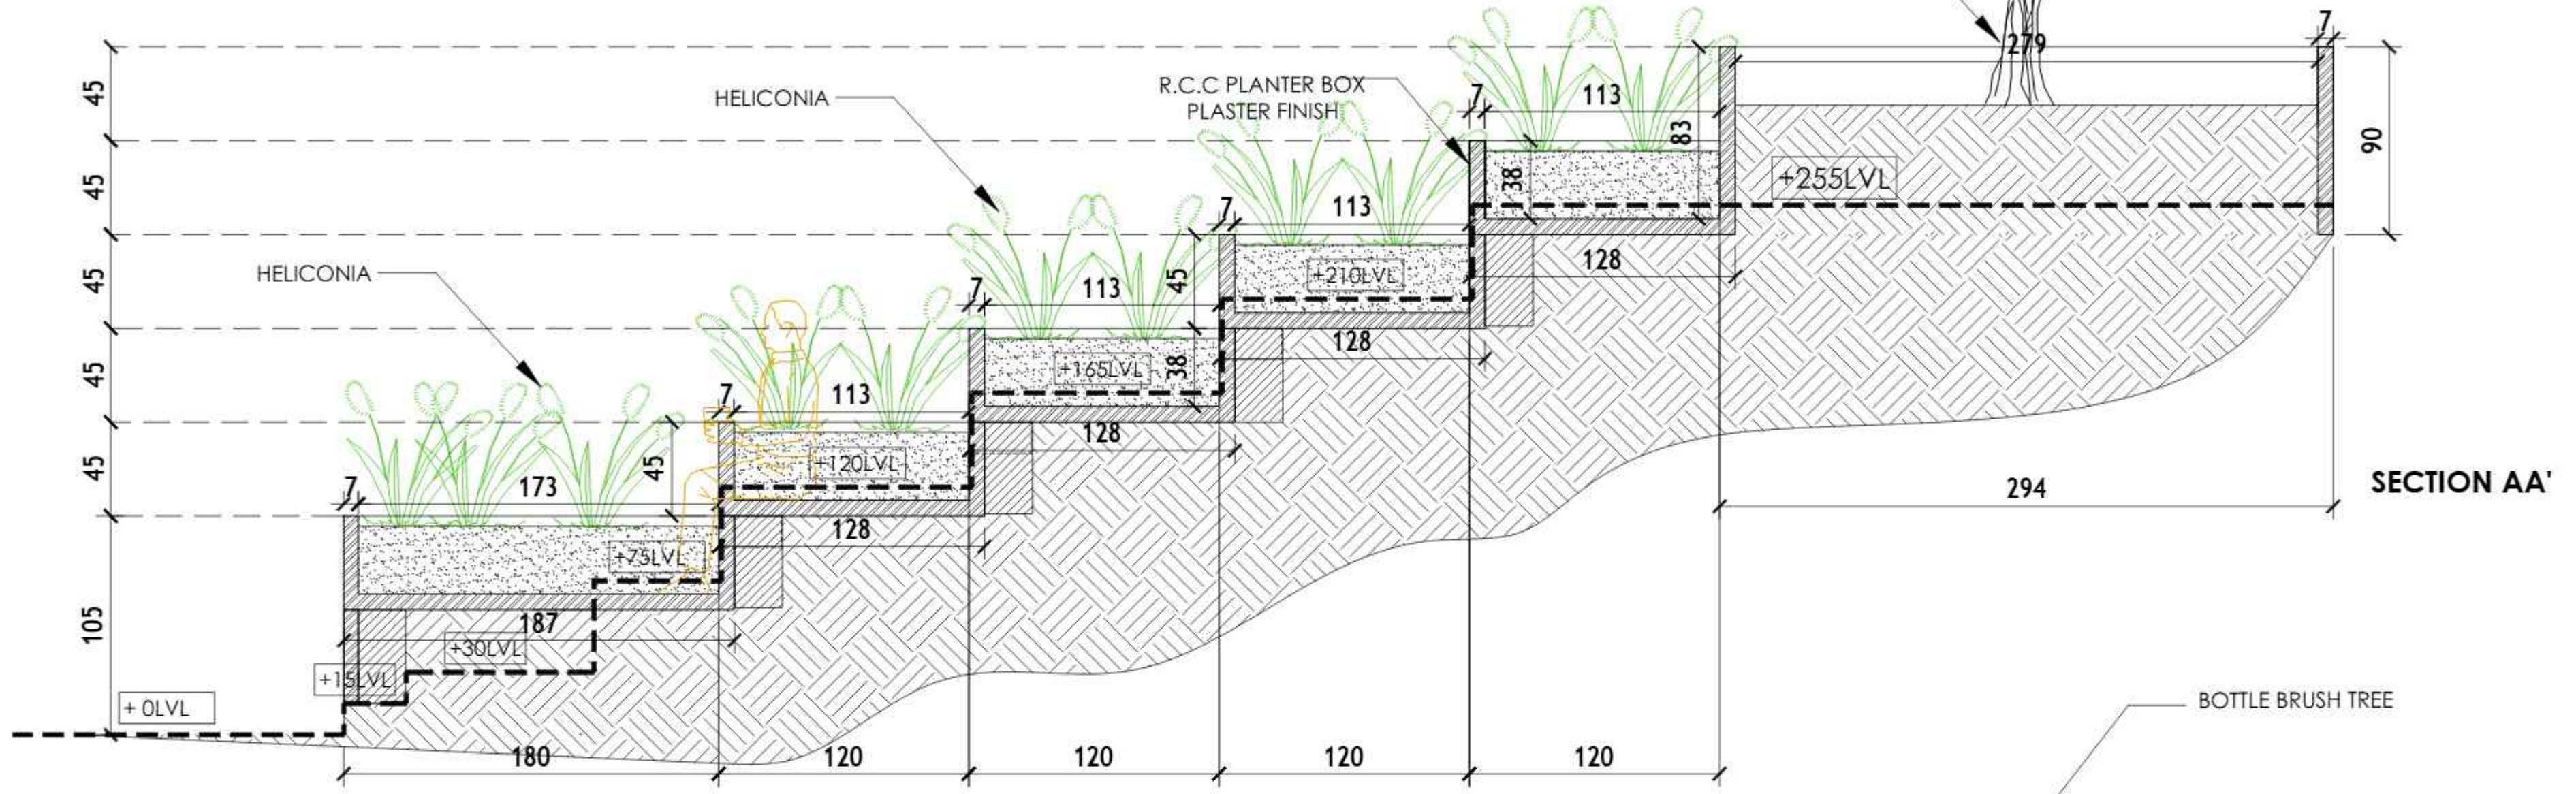 7
279
45
HELICONIA
R.C.C PLANTER BOX
PLASTER FINISH
7
113
83
90
45
38
+255LVL
7
113
45
HELICONIA
7
113
45
+210LVL
128
45
+165LVL
38
128
7
113
128
45
7
173
45
+120LVL
294
SECTION AA'
128
+75LVL
105
187
+30LVL
+15LVL
+ 0LVL
BOTTLE BRUSH TREE
180
120
120
120
120